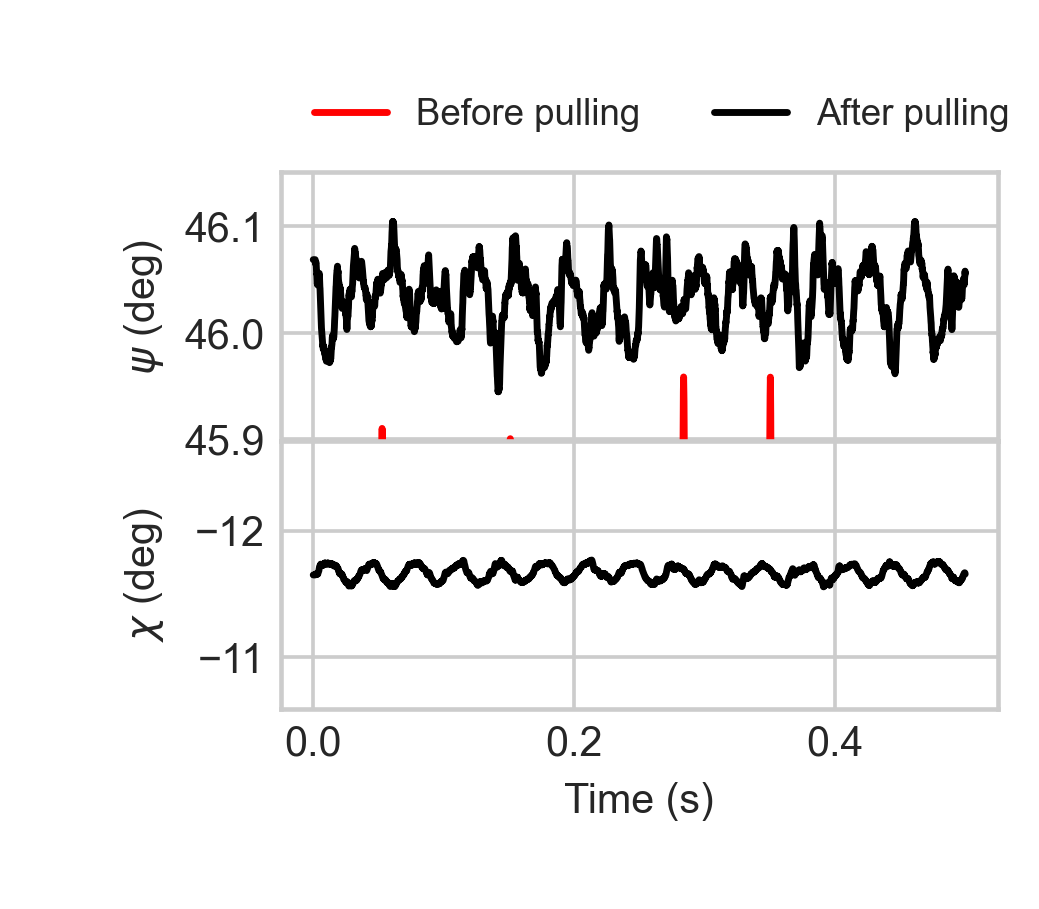 Before pulling After pulling
46.1
46.0
45.9
ψ (deg)
−12
−11
χ (deg)
0.0 0.2 0.4
Time (s)